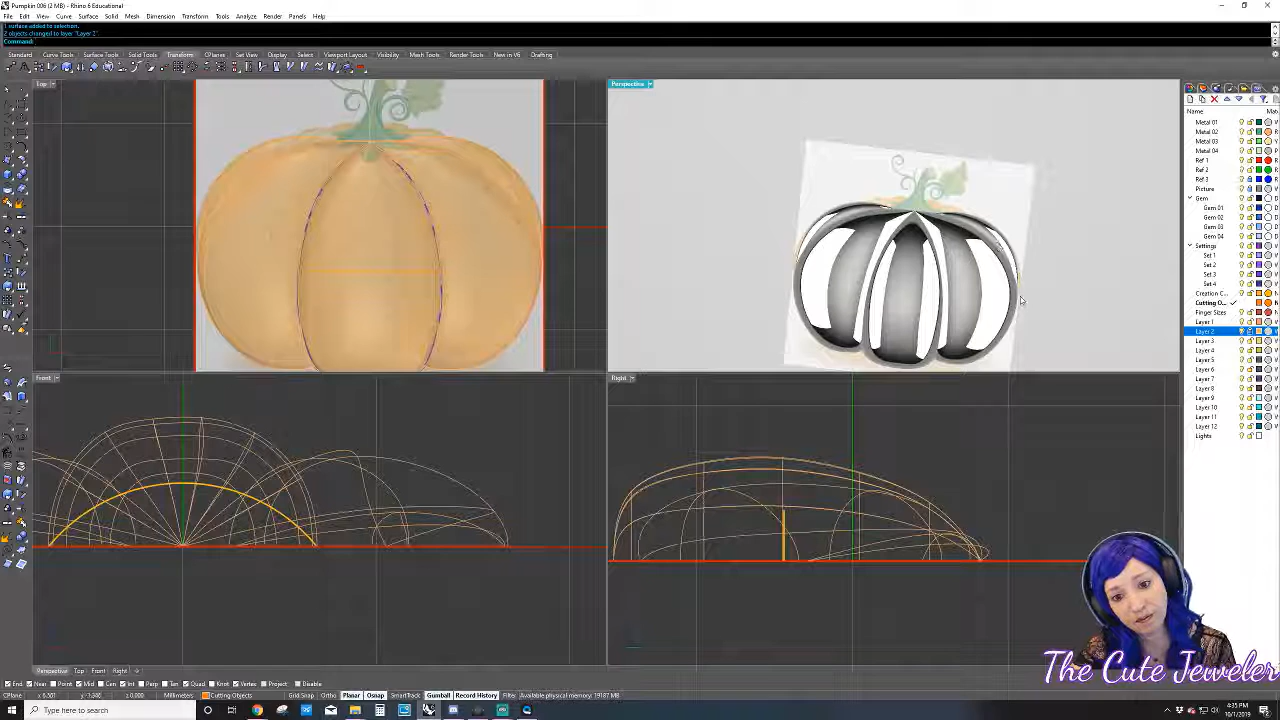 Pumpkin 006 (2 MB) - Rhino 6 Educational
File Edit View Curve Surface Solid Mesh Dimension Transform Tools Analyze Render Panels Help
1 surface added to selection.
2 objects changed to layer "Layer 2".
Command:
Standard Curve Tools Surface Tools Solid Tools Transform CPlanes Set View Display Select Viewport Layout Visibility Mesh Tools Render Tools New in V6 Drafting
Top
Perspective
Name
Metal 01
Metal 02
Metal 03
Metal 04
Ref 1
Ref 2
Ref 3
Picture
Gem
Gem 01
Gem 02
Gem 03
Gem 04
Settings
Set 1
Set 2
Set 3
Set 4
Creation C...
Cutting O...
Finger Sizes
Layer 1
Layer 2
Layer 3
Layer 4
Layer 5
Layer 6
Layer 7
Layer 8
Layer 9
Layer 10
Layer 11
Layer 12
Lights
Front
Right
The Cute Jeweler
Perspective Top Front Right
End Near Point Mid Cen Int Perp Tan Quad Knot Vertex Project Disable
CPlane Millimeters Cutting Objects Grid Snap Ortho Planar Osnap SmartTrack Gumball Record History Filter Available physical memory: 19187 MB
Type here to search
4:35 PM
10/1/2019